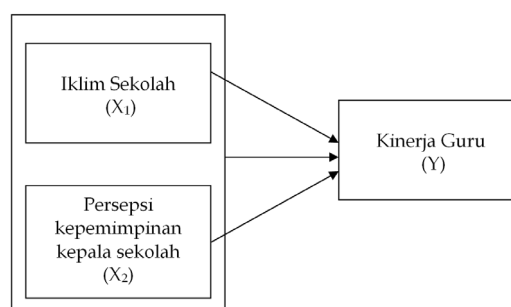 Iklim Sekolah
(X₁)
Kinerja Guru
(Y)
Persepsi
kepemimpinan
kepala sekolah
(X₂)